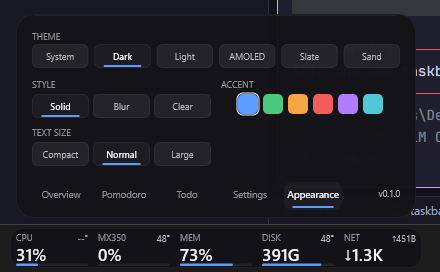 THEME
System Dark Light AMOLED Slate Sand
STYLE ACCENT
Solid Blur Clear
TEXT SIZE
Compact Normal Large
Overview Pomodoro Todo Settings Appearance v0.1.0
CPU --° MX350 48° MEM DISK 48° NET ↑451B
31% 0% 73% 391G ↓1.3K